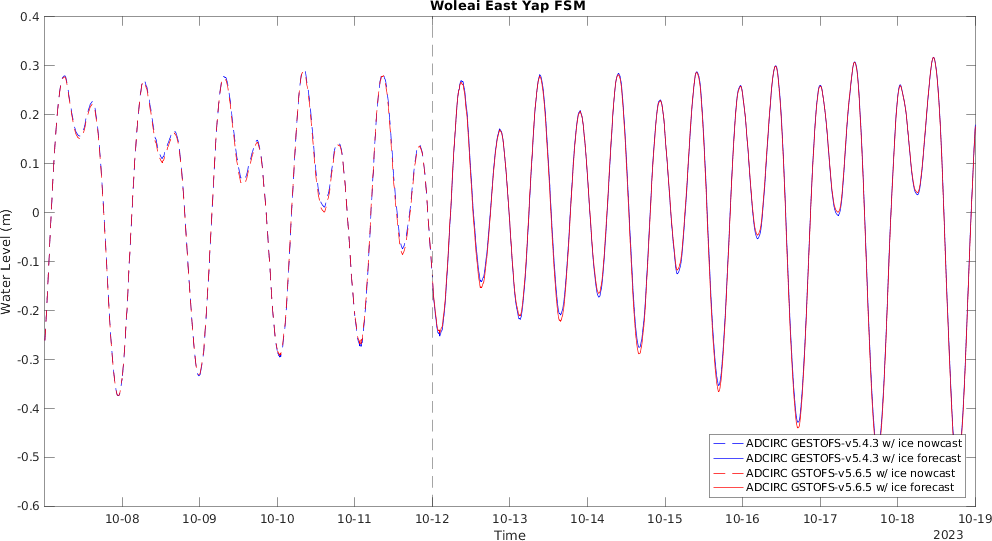 Woleai East Yap FSM
0.4
0.3
0.2
0.1
0
-0.1
-0.2
-0.3
-0.4
-0.5
-0.6
Water Level (m)
ADCIRC GESTOFS-v5.4.3 w/ ice nowcast
ADCIRC GESTOFS-v5.4.3 w/ ice forecast
ADCIRC GSTOFS-v5.6.5 w/ ice nowcast
ADCIRC GSTOFS-v5.6.5 w/ ice forecast
10-08 10-09 10-10 10-11 10-12 10-13 10-14 10-15 10-16 10-17 10-18 10-19
Time
2023